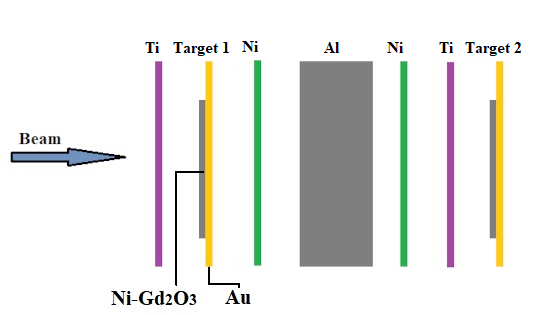 Ti Target 1 Ni Al Ni Ti Target 2
Beam
Ni-Gd2O3 Au